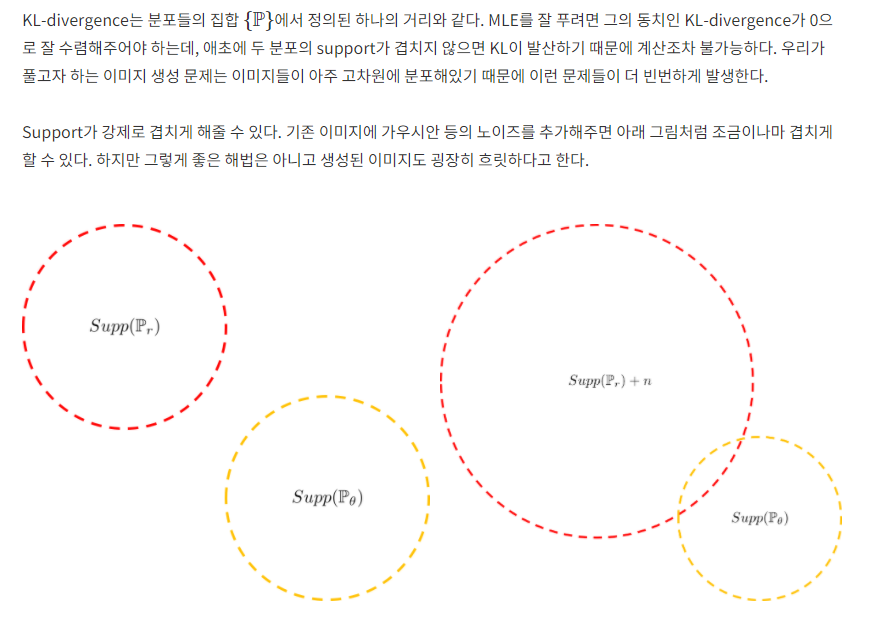 KL-divergence는 분포들의 집합 {ℙ}에서 정의된 하나의 거리와 같다. MLE를 잘 푸려면 그의 동치인 KL-divergence가 0으
로 잘 수렴해주어야 하는데, 애초에 두 분포의 support가 겹치지 않으면 KL이 발산하기 때문에 계산조차 불가능하다. 우리가
풀고자 하는 이미지 생성 문제는 이미지들이 아주 고차원에 분포해있기 때문에 이런 문제들이 더 빈번하게 발생한다.
Support가 강제로 겹치게 해줄 수 있다. 기존 이미지에 가우시안 등의 노이즈를 추가해주면 아래 그림처럼 조금이나마 겹치게
할 수 있다. 하지만 그렇게 좋은 해법은 아니고 생성된 이미지도 굉장히 흐릿하다고 한다.
Supp(ℙᵣ)
Supp(ℙθ)
Supp(ℙᵣ) + n
Supp(ℙθ)